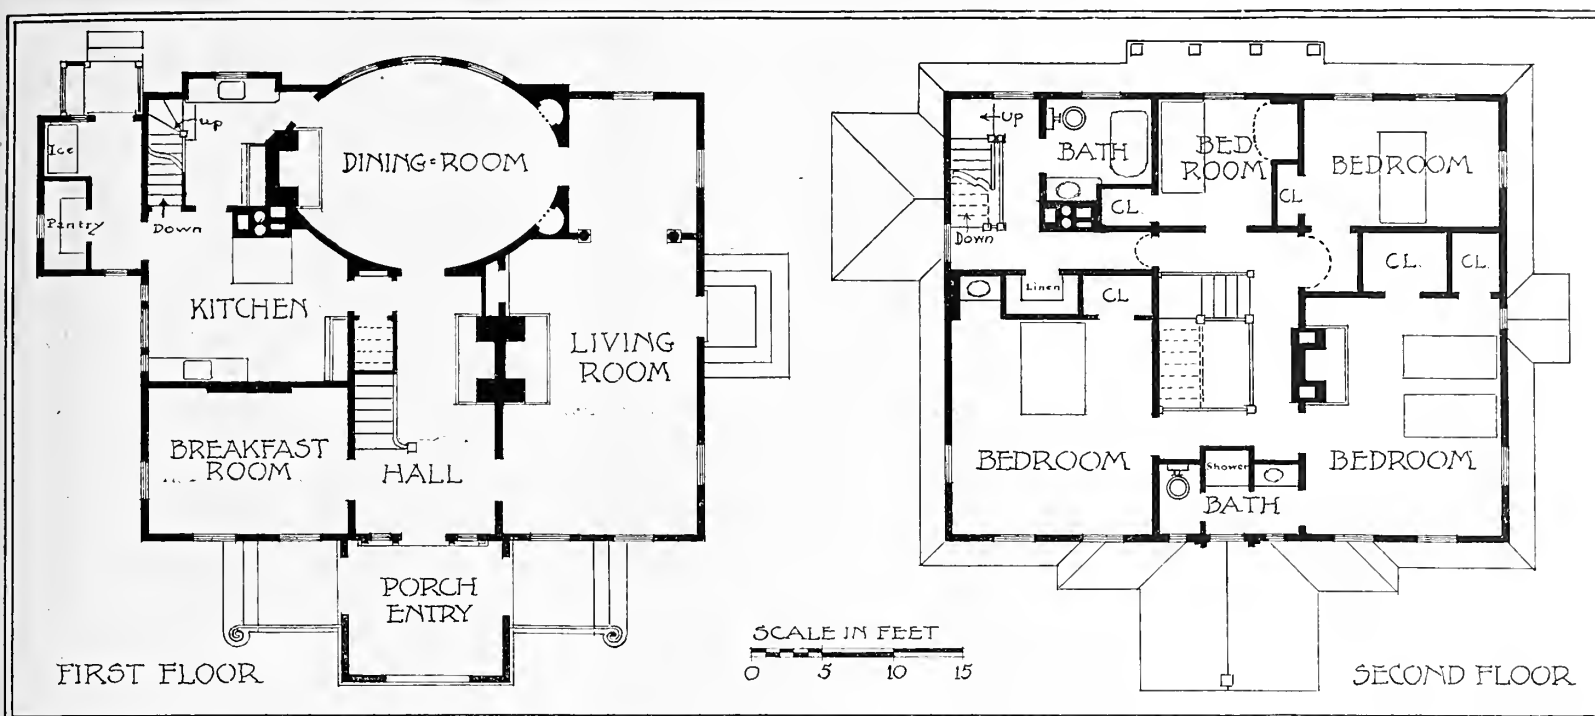 Ice
Pantry
up
Down
DINING-ROOM
KITCHEN
LIVING
ROOM
BREAKFAST
ROOM
HALL
PORCH
ENTRY
FIRST FLOOR
SCALE IN FEET
0 5 10 15
Up
Down
BATH
BED
ROOM
BEDROOM
CL.
CL
CL.
CL.
Linen
CL
BEDROOM
BEDROOM
Shower
BATH
SECOND FLOOR